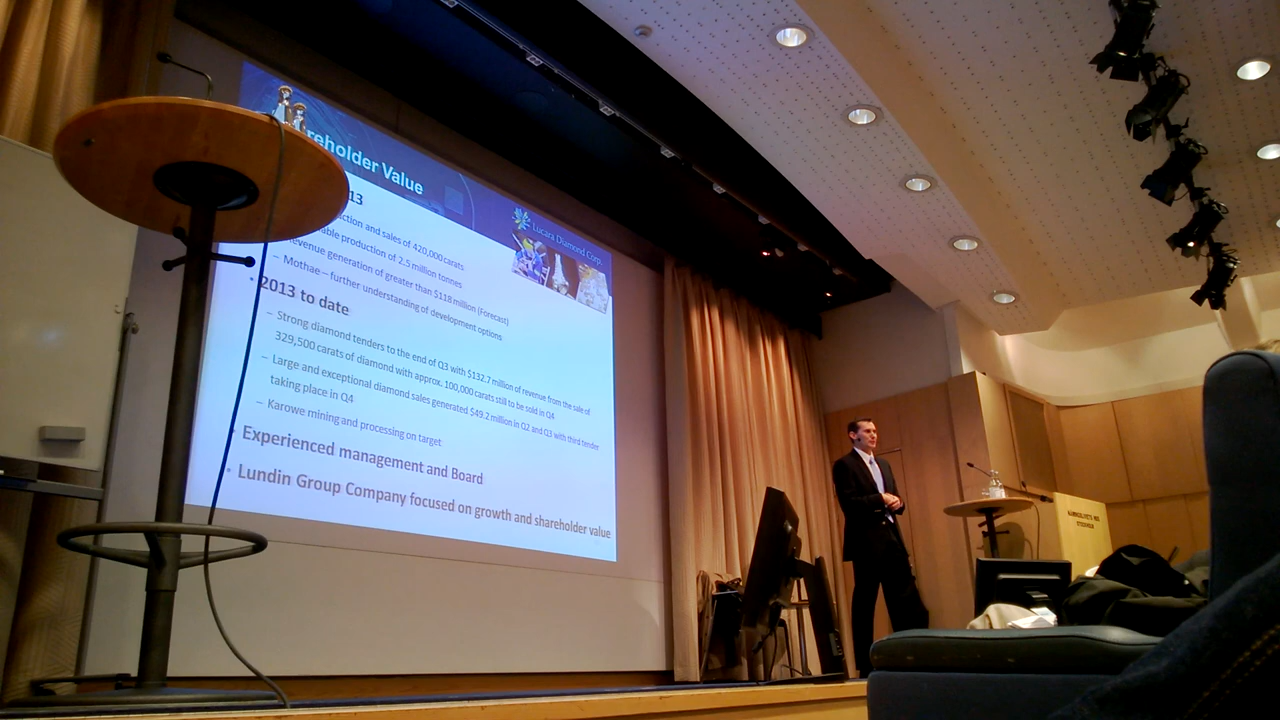 reholder Value
Lucara Diamond Corp.
13
ction and sales of 420,000 carats
able production of 2.5 million tonnes
evenue generation of greater than $118 million (Forecast)
– Mothae – further understanding of development options
• 2013 to date
– Strong diamond tenders to the end of Q3 with $132.7 million of revenue from the sale of
329,500 carats of diamond with approx. 100,000 carats still to be sold in Q4
– Large and exceptional diamond sales generated $49.2 million in Q2 and Q3 with third tender
taking place in Q4
– Karowe mining and processing on target
• Experienced management and Board
• Lundin Group Company focused on growth and shareholder value
NÄRINGSLIVETS HUS
STOCKHOLM